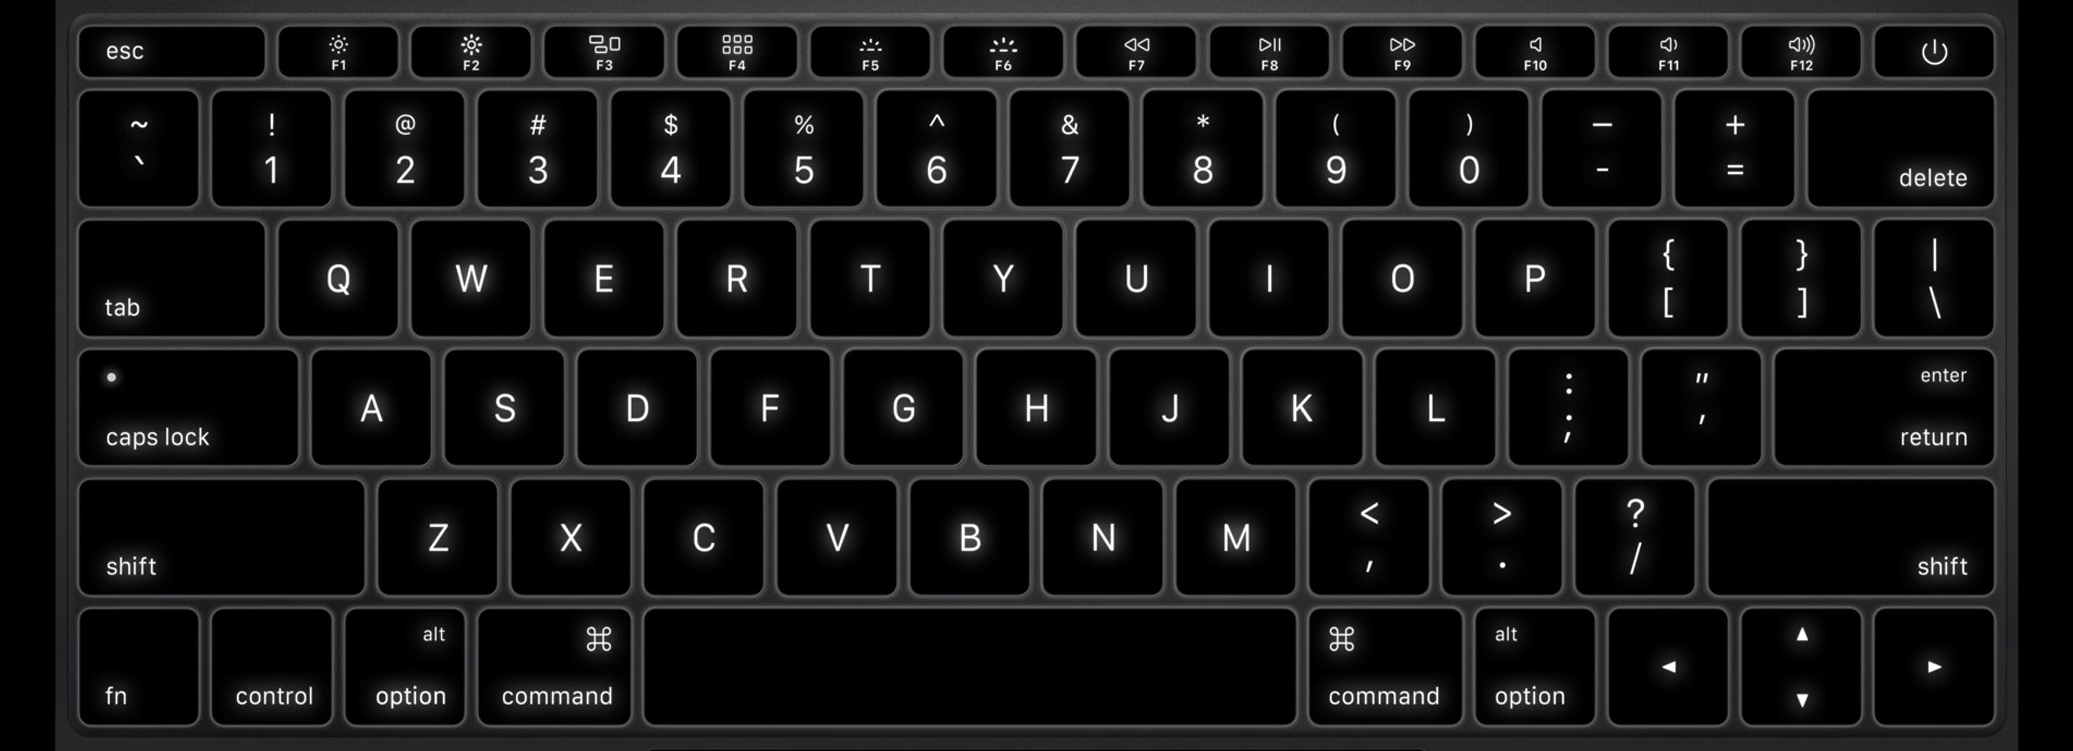 esc
F1 F2 F3 F4 F5 F6 F7 F8 F9 F10 F11 F12
~ ! @ # $ % ^ & * ( ) — +
` 1 2 3 4 5 6 7 8 9 0 - = delete
tab Q W E R T Y U I O P { } |
[ ] \
caps lock A S D F G H J K L : " enter
; ' return
shift Z X C V B N M < > ? shift
, . /
alt ⌘ ⌘ alt ▲
◀ ▶
fn control option command command option ▼